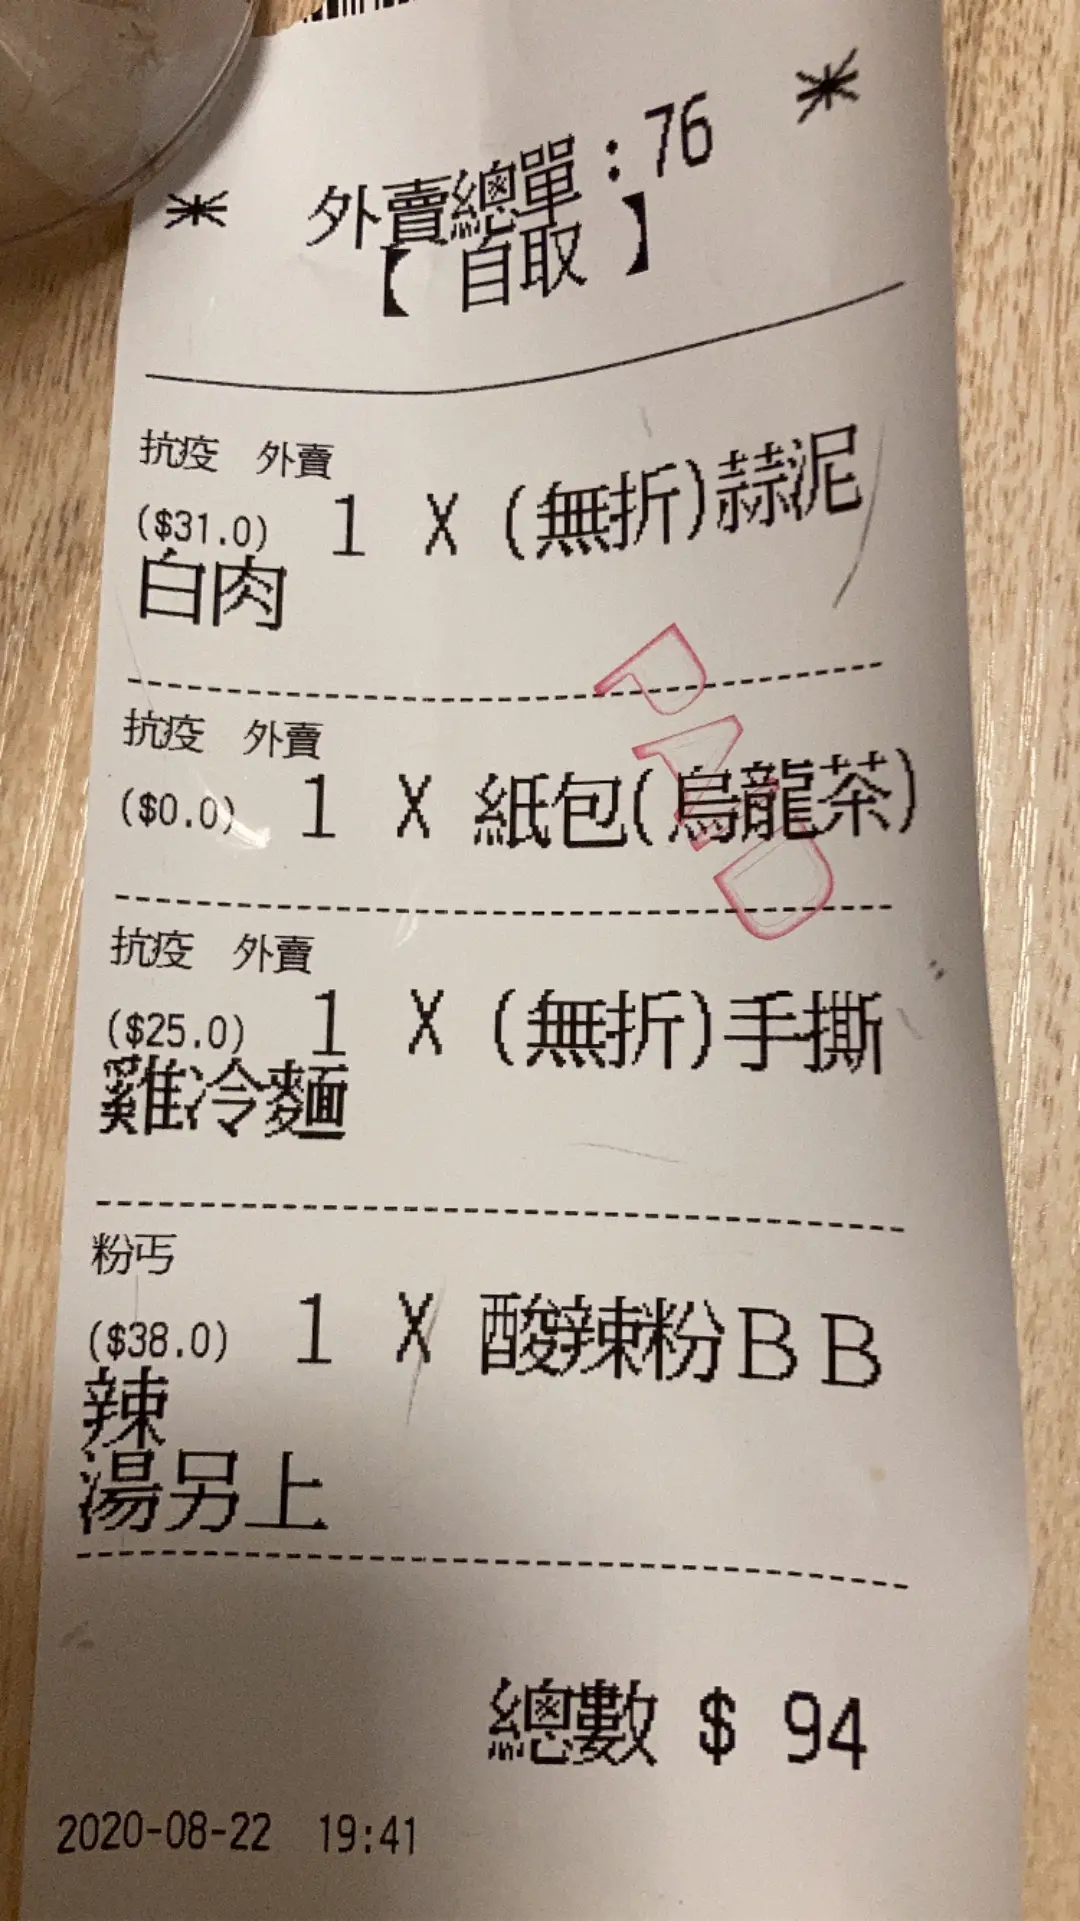 * 外賣總單:76 *
【 自取 】
抗疫 外賣
($31.0) 1 X (無折)蒜泥
白肉
抗疫 外賣
($0.0) 1 X 紙包(烏龍茶)
PAID
抗疫 外賣
($25.0) 1 X (無折)手撕
雞冷麵
粉丐
($38.0) 1 X 酸辣粉BB
辣
湯另上
總數 $ 94
2020-08-22 19:41